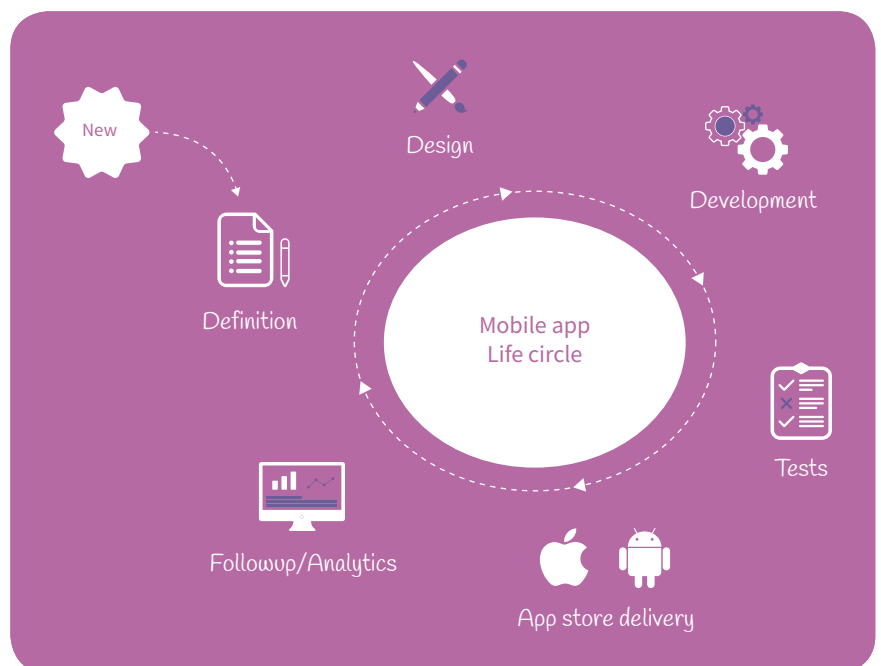 New
Design
Development
Definition
Mobile app
Life circle
Tests
Followup/Analytics
App store delivery